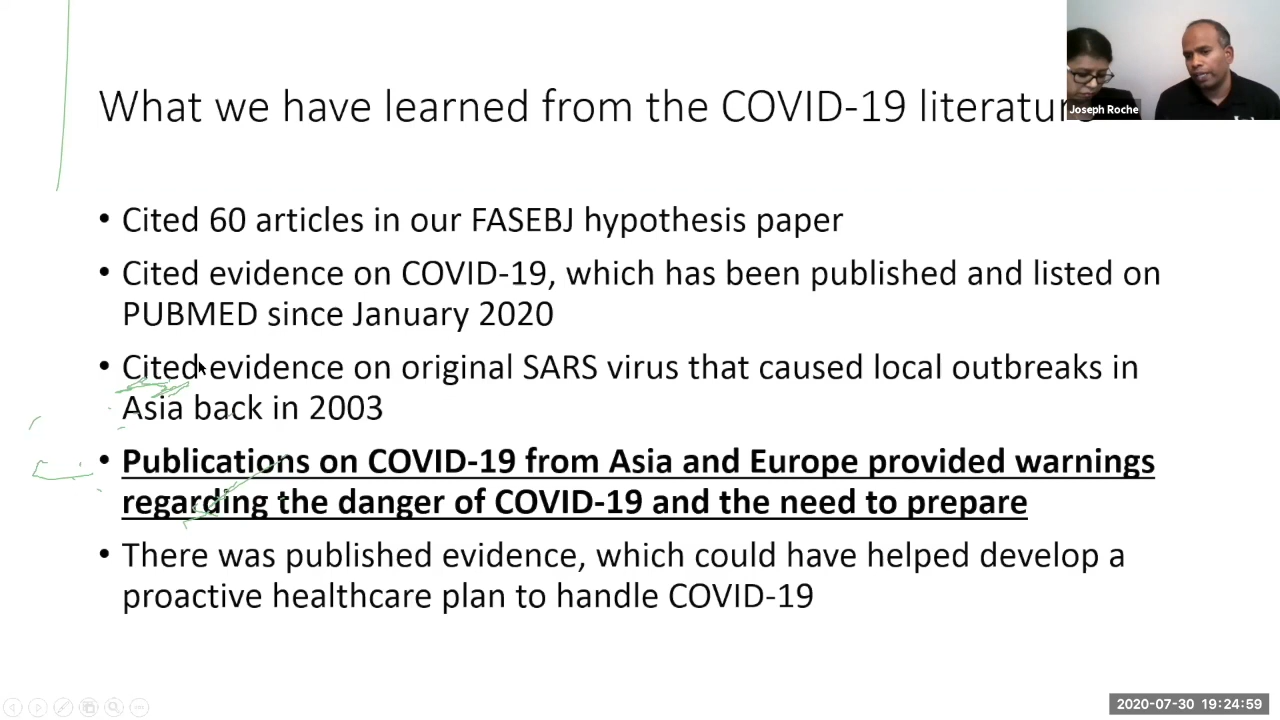 What we have learned from the COVID-19 literature
Joseph Roche
• Cited 60 articles in our FASEBJ hypothesis paper
• Cited evidence on COVID-19, which has been published and listed on
PUBMED since January 2020
• Cited evidence on original SARS virus that caused local outbreaks in
Asia back in 2003
• Publications on COVID-19 from Asia and Europe provided warnings
regarding the danger of COVID-19 and the need to prepare
• There was published evidence, which could have helped develop a
proactive healthcare plan to handle COVID-19
2020-07-30 19:24:59